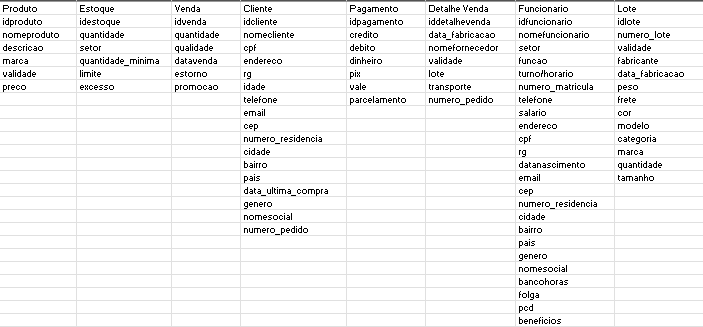 Produto Estoque Venda Cliente Pagamento Detalhe Venda Funcionario Lote
idproduto idestoque idvenda idcliente idpagamento iddetalhevenda idfuncionario idlote
nomeproduto quantidade quantidade nomecliente credito data_fabricacao nomefuncionario numero_lote
descricao setor qualidade cpf debito nomefornecedor setor validade
marca quantidade_minima datavenda endereco dinheiro validade funcao fabricante
validade limite estorno rg pix lote turno/horario data_fabricacao
preco excesso promocao idade vale transporte numero_matricula peso
telefone parcelamento numero_pedido telefone frete
email salario cor
cep endereco modelo
numero_residencia cpf categoria
cidade rg marca
bairro datanascimento quantidade
pais email tamanho
data_ultima_compra cep
genero numero_residencia
nomesocial cidade
numero_pedido bairro
pais
genero
nomesocial
bancohoras
folga
pcd
beneficios